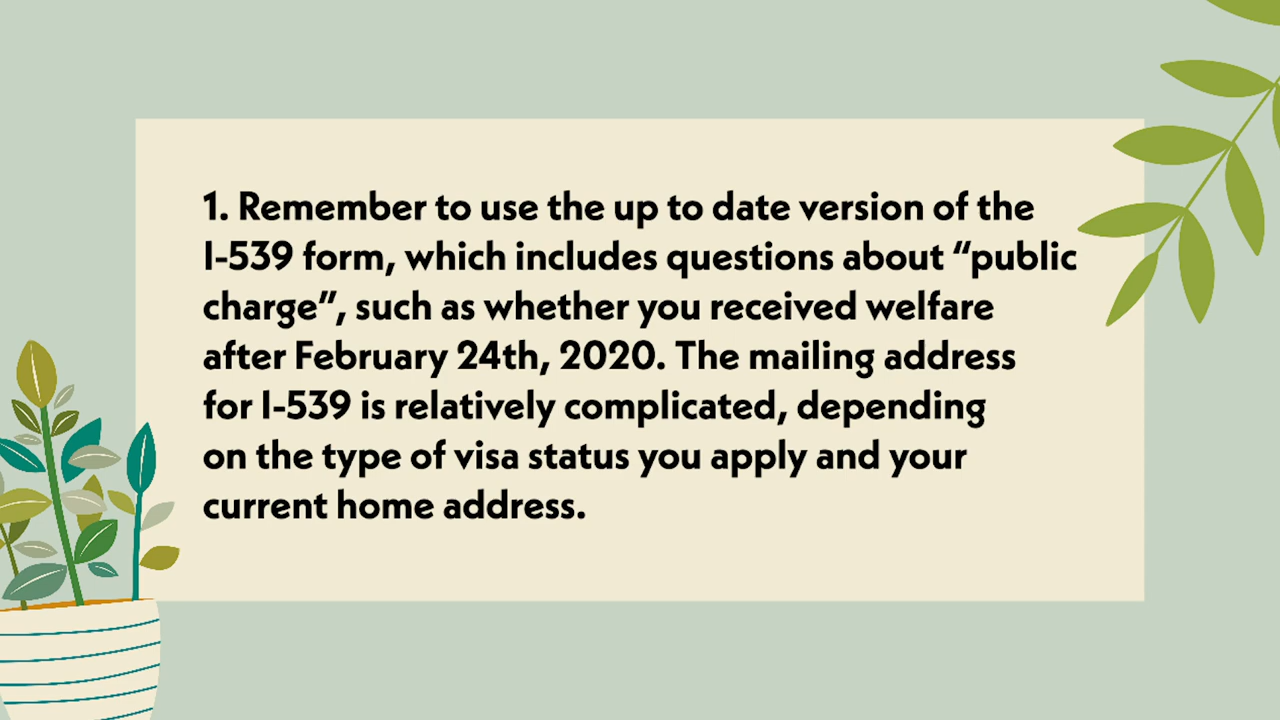 1. Remember to use the up to date version of the
I-539 form, which includes questions about “public
charge”, such as whether you received welfare
after February 24th, 2020. The mailing address
for I-539 is relatively complicated, depending
on the type of visa status you apply and your
current home address.